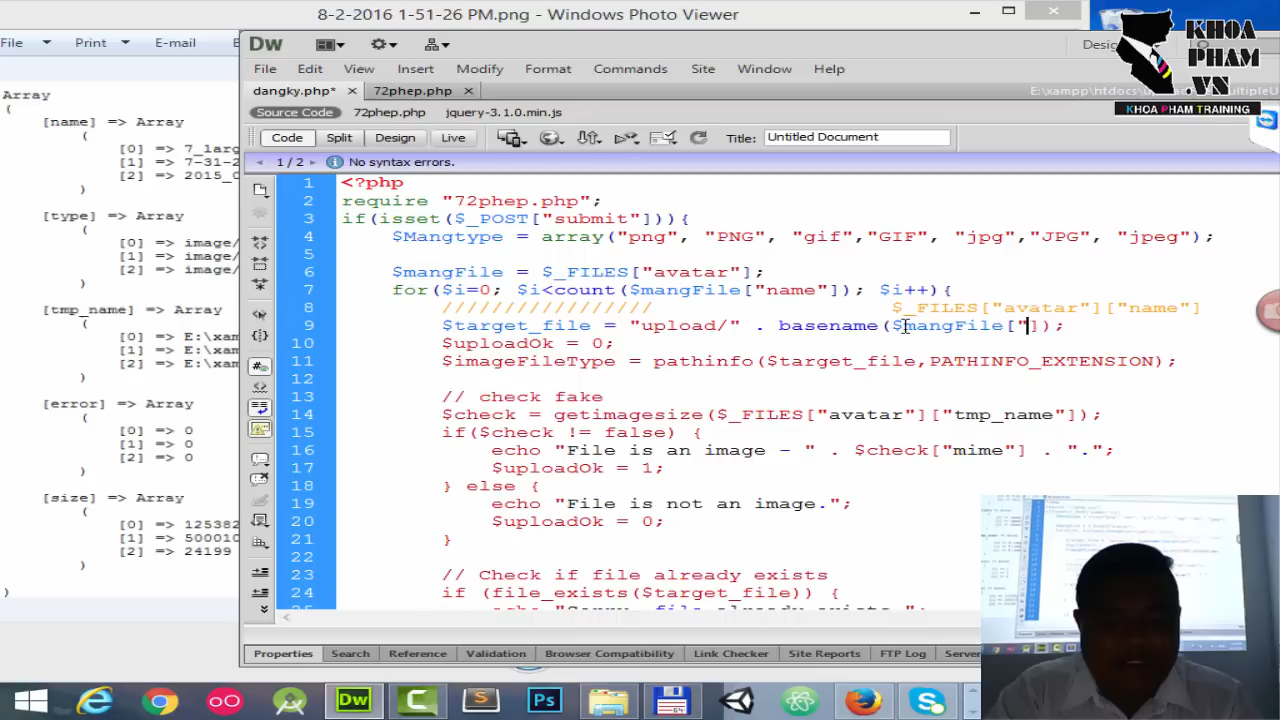 8-2-2016 1:51-26 PM.png - Windows Photo Viewer
File Print E-mail
Array
(
[name] => Array
(
[0] => 7_larg
[1] => 7-31-2
[2] => 2015_0
)
[type] => Array
(
[0] => image/
[1] => image/
[2] => image/
)
[tmp_name] => Array
(
[0] => E:\xam
[1] => E:\xam
[2] => E:\xam
)
[error] => Array
(
[0] => 0
[1] => 0
[2] => 0
)
[size] => Array
(
[0] => 125382
[1] => 500010
[2] => 24199
)
)
Dw
File Edit View Insert Modify Format Commands Site Window Help
dangky.php* × 72phep.php ×
Source Code 72phep.php jquery-3.1.0.min.js
Code Split Design Live Title: Untitled Document
1 / 2 No syntax errors.
1 <?php
2 require "72phep.php";
3 if(isset($_POST["submit"])){
4 $Mangtype = array("png", "PNG", "gif","GIF", "jpg","JPG", "jpeg");
5
6 $mangFile = $_FILES["avatar"];
7 for($i=0; $i<count($mangFile["name"]); $i++){
8 ///////////////// $_FILES["avatar"]["name"]
9 $target_file = "upload/" . basename($mangFile["]);
10 $uploadOk = 0;
11 $imageFileType = pathinfo($target_file,PATHINFO_EXTENSION);
12
13 // check fake
14 $check = getimagesize($_FILES["avatar"]["tmp_name"]);
15 if($check != false) {
16 echo "File is an image - " . $check["mime"] . ".";
17 $uploadOk = 1;
18 } else {
19 echo "File is not an image.";
20 $uploadOk = 0;
21 }
22
23 // Check if file already exists
24 if (file_exists($target_file)) {
Properties Search Reference Validation Browser Compatibility Link Checker Site Reports FTP Log Server
Dw C S Ps
KHOA
PHAM
.VN
KHOA PHAM TRAINING